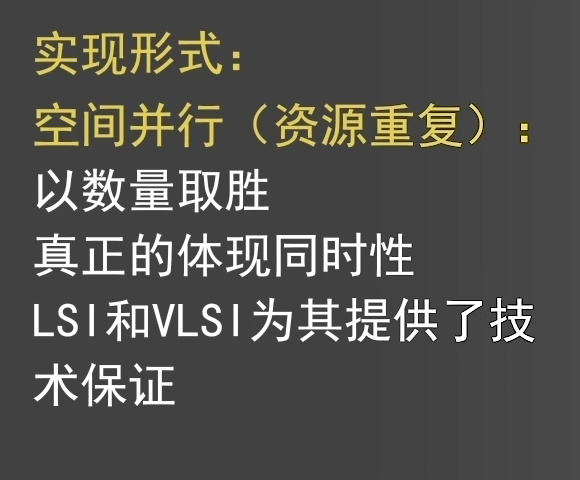 实现形式：
空间并行（资源重复）：
以数量取胜
真正的体现同时性
LSI和VLSI为其提供了技
术保证